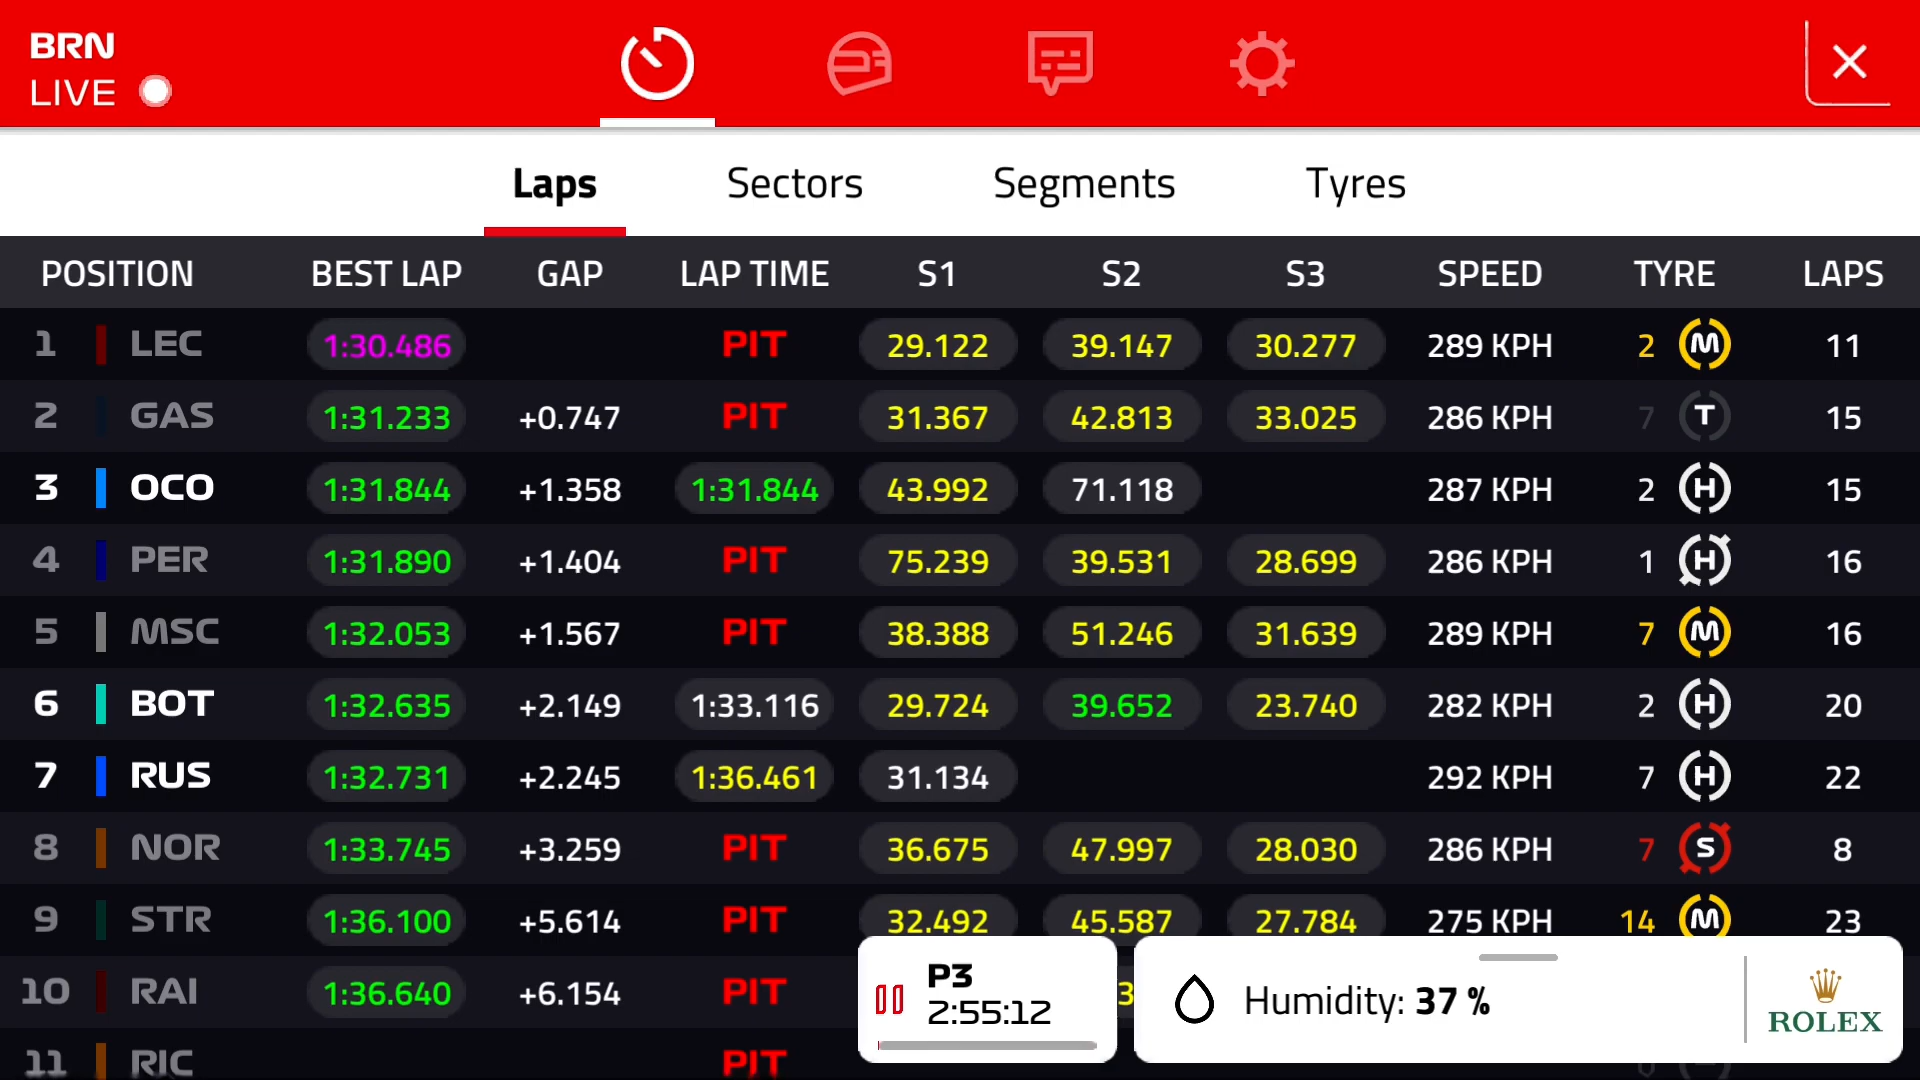 BRN
LIVE
Laps Sectors Segments Tyres
POSITION BEST LAP GAP LAP TIME S1 S2 S3 SPEED TYRE LAPS
1 LEC 1:30.486 PIT 29.122 39.147 30.277 289 KPH 2 M 11
2 GAS 1:31.233 +0.747 PIT 31.367 42.813 33.025 286 KPH 7 T 15
3 OCO 1:31.844 +1.358 1:31.844 43.992 71.118 287 KPH 2 H 15
4 PER 1:31.890 +1.404 PIT 75.239 39.531 28.699 286 KPH 1 H 16
5 MSC 1:32.053 +1.567 PIT 38.388 51.246 31.639 289 KPH 7 M 16
6 BOT 1:32.635 +2.149 1:33.116 29.724 39.652 23.740 282 KPH 2 H 20
7 RUS 1:32.731 +2.245 1:36.461 31.134 292 KPH 7 H 22
8 NOR 1:33.745 +3.259 PIT 36.675 47.997 28.030 286 KPH 7 S 8
9 STR 1:36.100 +5.614 PIT 32.492 45.587 27.784 275 KPH 14 M 23
10 RAI 1:36.640 +6.154 PIT
11 RIC PIT
P3
2:55:12
Humidity: 37 %
ROLEX